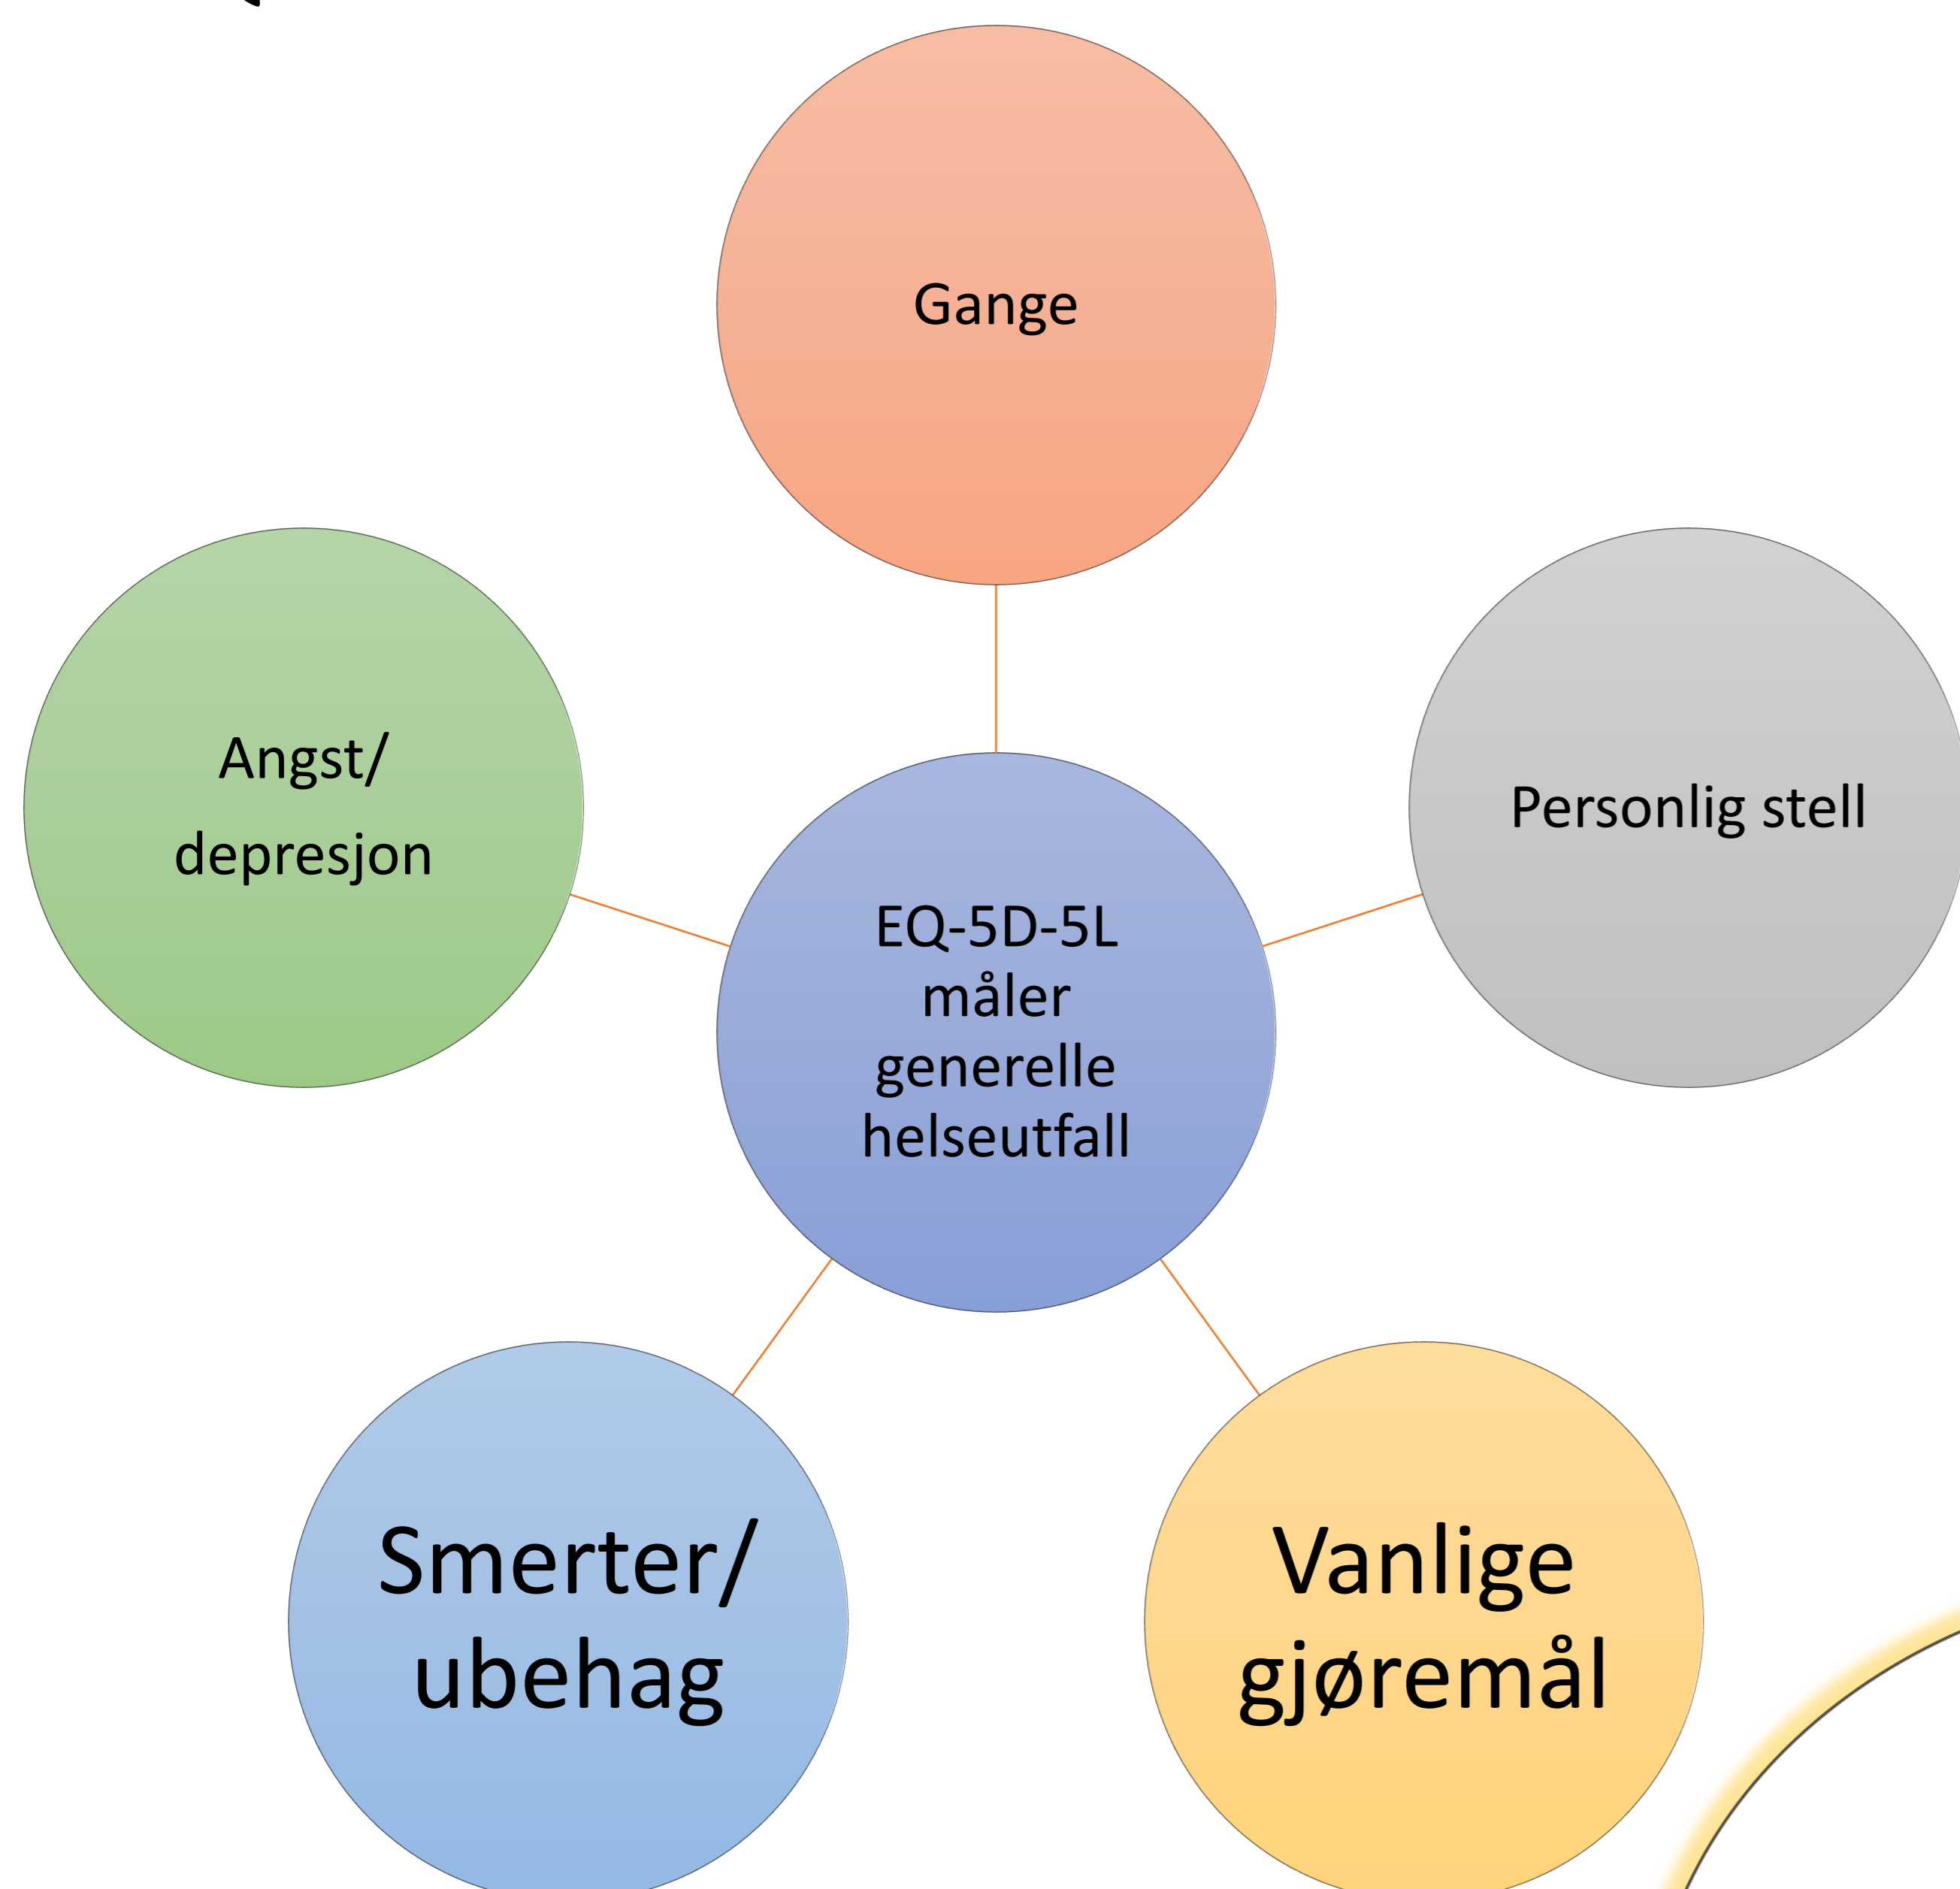 Gange
Angst/
depresjon
Personlig stell
EQ-5D-5L
måler
generelle
helseutfall
Smerter/
ubehag
Vanlige
gjøremål